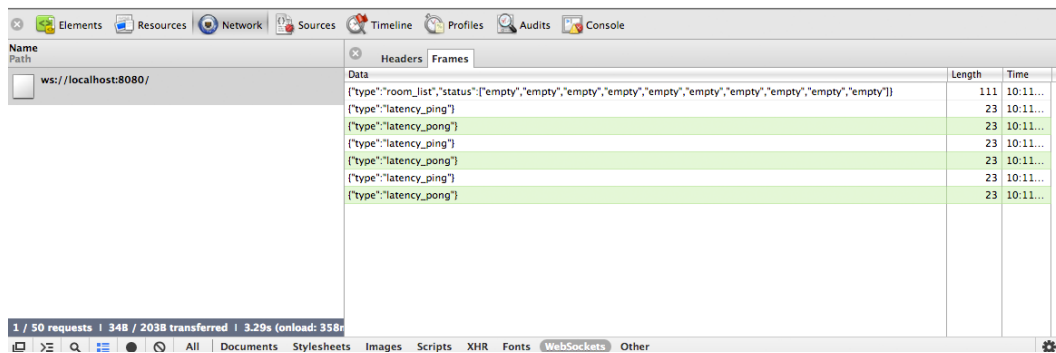 Elements Resources Network Sources Timeline Profiles Audits Console
Name
Path
Headers Frames
ws://localhost:8080/
Data Length Time
{"type":"room_list","status":["empty","empty","empty","empty","empty","empty","empty","empty","empty","empty"]} 111 10:11...
{"type":"latency_ping"} 23 10:11...
{"type":"latency_pong"} 23 10:11...
{"type":"latency_ping"} 23 10:11...
{"type":"latency_pong"} 23 10:11...
{"type":"latency_ping"} 23 10:11...
{"type":"latency_pong"} 23 10:11...
1 / 50 requests | 34B / 203B transferred | 3.29s (onload: 358m
All Documents Stylesheets Images Scripts XHR Fonts WebSockets Other